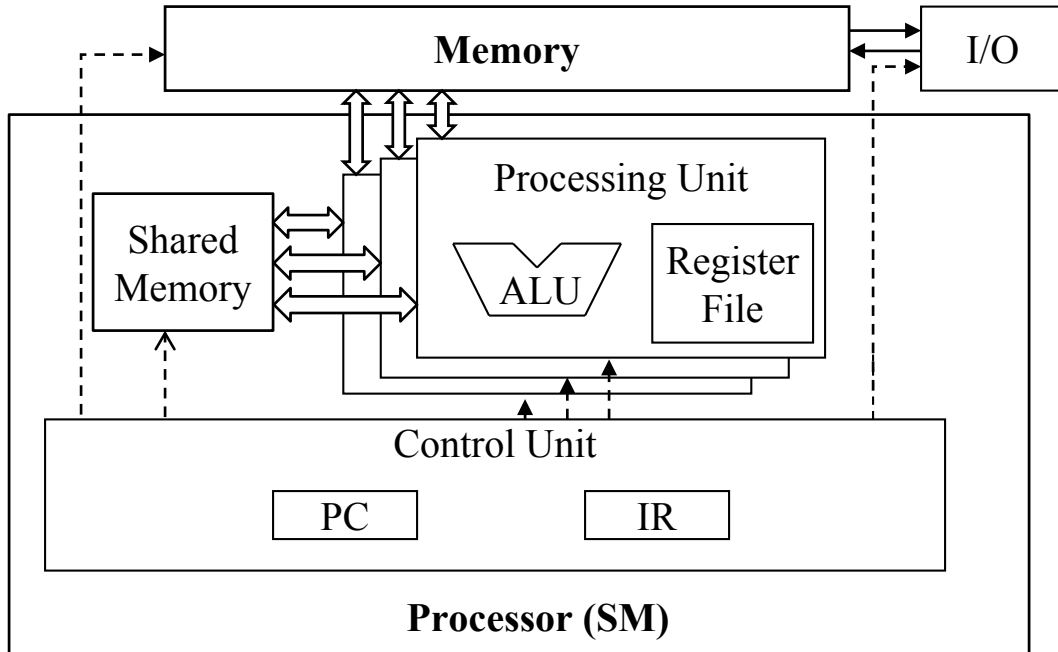 Memory
I/O
Processing Unit
Shared
Memory
ALU
Register
File
Control Unit
PC
IR
Processor (SM)